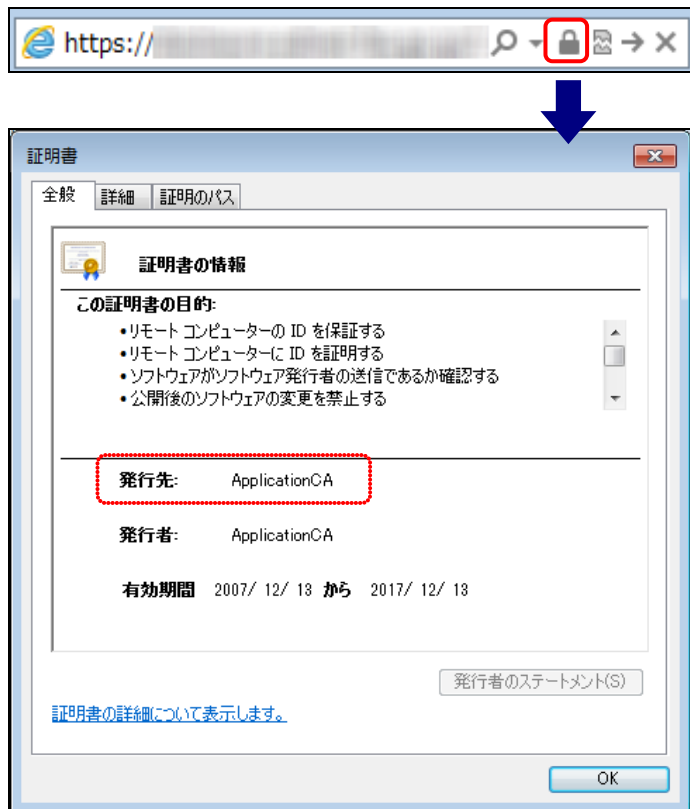 https://
証明書
全般 詳細 証明のパス
証明書の情報
この証明書の目的:
•リモート コンピューターの ID を保証する
•リモート コンピューターに ID を証明する
•ソフトウェアがソフトウェア発行者の送信であるか確認する
•公開後のソフトウェアの変更を禁止する
発行先: ApplicationCA
発行者: ApplicationCA
有効期間 2007/ 12/ 13 から 2017/ 12/ 13
発行者のステートメント(S)
証明書の詳細について表示します。
OK